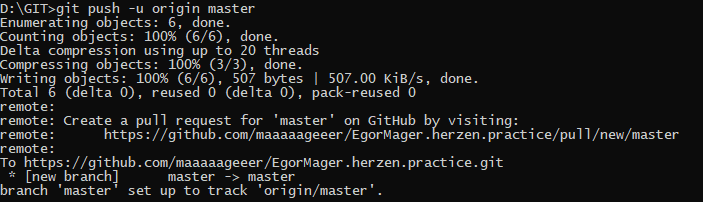 D:\GIT>git push -u origin master
Enumerating objects: 6, done.
Counting objects: 100% (6/6), done.
Delta compression using up to 20 threads
Compressing objects: 100% (3/3), done.
Writing objects: 100% (6/6), 507 bytes | 507.00 KiB/s, done.
Total 6 (delta 0), reused 0 (delta 0), pack-reused 0
remote:
remote: Create a pull request for 'master' on GitHub by visiting:
remote:      https://github.com/maaaaageeer/EgorMager.herzen.practice/pull/new/master
remote:
To https://github.com/maaaaageeer/EgorMager.herzen.practice.git
 * [new branch]      master -> master
branch 'master' set up to track 'origin/master'.